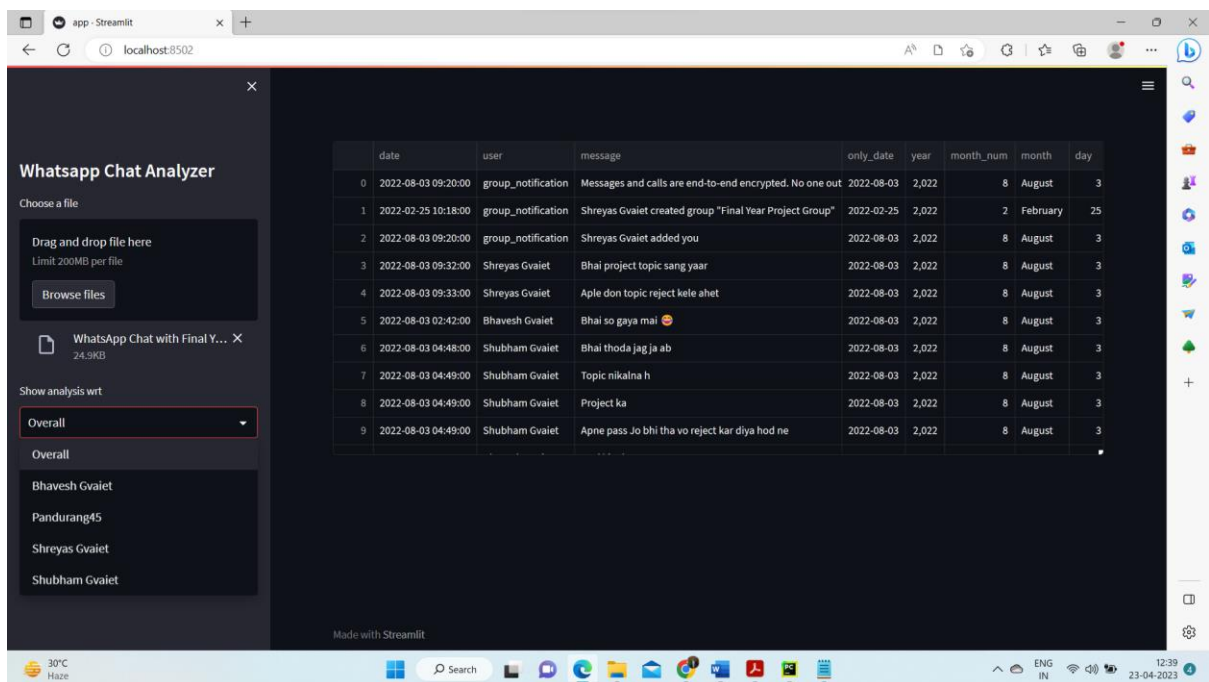 app · Streamlit
localhost:8502
Whatsapp Chat Analyzer
Choose a file
Drag and drop file here
Limit 200MB per file
Browse files
WhatsApp Chat with Final Y...
24.9KB
Show analysis wrt
Overall
Overall
Bhavesh Gvaiet
Pandurang45
Shreyas Gvaiet
Shubham Gvaiet
date user message only_date year month_num month day
0 2022-08-03 09:20:00 group_notification Messages and calls are end-to-end encrypted. No one out 2022-08-03 2,022 8 August 3
1 2022-02-25 10:18:00 group_notification Shreyas Gvaiet created group "Final Year Project Group" 2022-02-25 2,022 2 February 25
2 2022-08-03 09:20:00 group_notification Shreyas Gvaiet added you 2022-08-03 2,022 8 August 3
3 2022-08-03 09:32:00 Shreyas Gvaiet Bhai project topic sang yaar 2022-08-03 2,022 8 August 3
4 2022-08-03 09:33:00 Shreyas Gvaiet Aple don topic reject kele ahet 2022-08-03 2,022 8 August 3
5 2022-08-03 02:42:00 Bhavesh Gvaiet Bhai so gaya mai 😄 2022-08-03 2,022 8 August 3
6 2022-08-03 04:48:00 Shubham Gvaiet Bhai thoda jag ja ab 2022-08-03 2,022 8 August 3
7 2022-08-03 04:49:00 Shubham Gvaiet Topic nikalna h 2022-08-03 2,022 8 August 3
8 2022-08-03 04:49:00 Shubham Gvaiet Project ka 2022-08-03 2,022 8 August 3
9 2022-08-03 04:49:00 Shubham Gvaiet Apne pass Jo bhi tha vo reject kar diya hod ne 2022-08-03 2,022 8 August 3
Made with Streamlit
30°C
Haze
Search
ENG
IN
12:39
23-04-2023
4